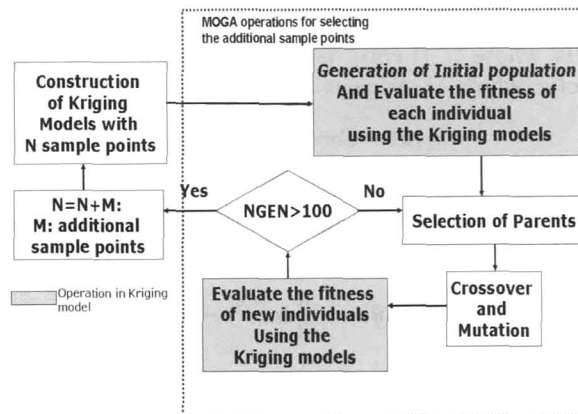 MOGA operations for selecting
the additional sample points
Construction
of Kriging
Models with
N sample points
Generation of Initial population
And Evaluate the fitness of
each individual
using the Kriging models
Yes
NGEN>100
No
N=N+M:
M: additional
sample points
Selection of Parents
Operation in Kriging
model
Evaluate the fitness
of new individuals
Using the
Kriging models
Crossover
and
Mutation